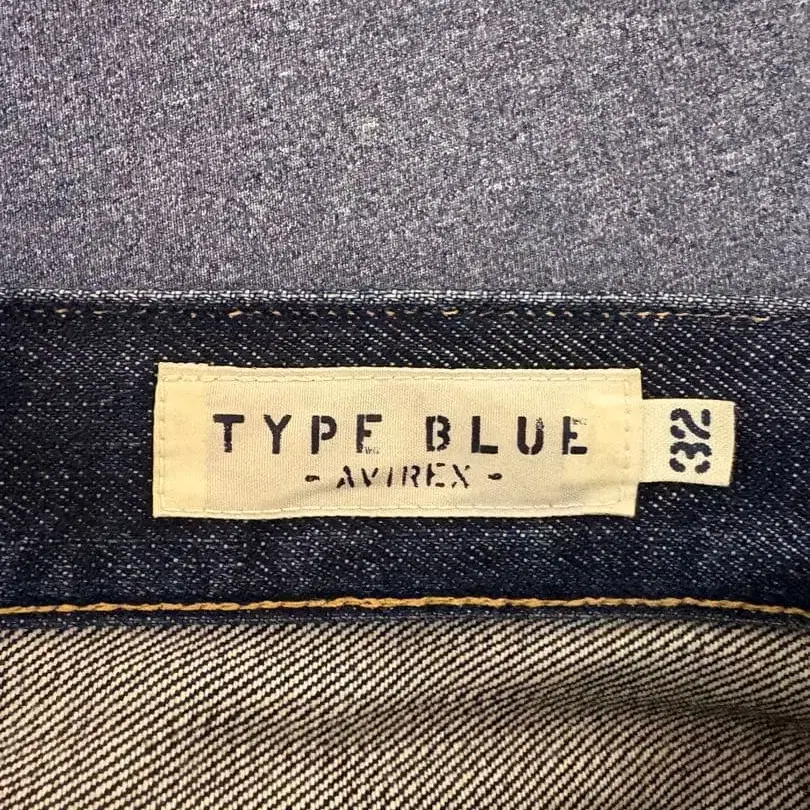 TYPE BLUE
- AVIREX -
32